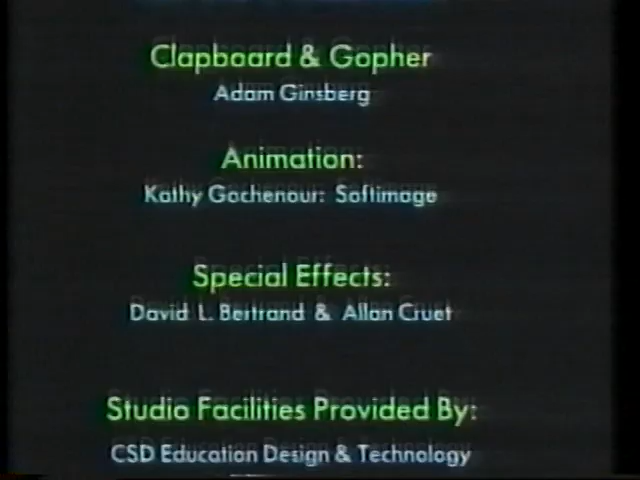 Clapboard & Gopher
Adam Ginsberg
Animation:
Kathy Gochenour: Softimage
Special Effects:
David L. Bertrand & Allan Cruet
Studio Facilities Provided By:
CSD Education Design & Technology